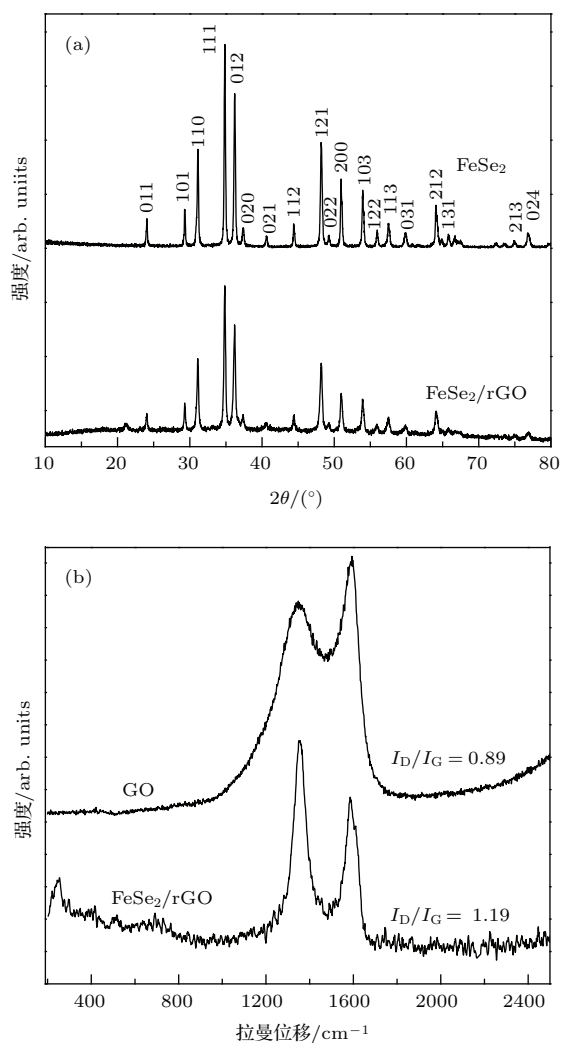 (a)
111
012
110
121
200
FeSe₂
103
212
011
101
020
021
112
022
122
113
031
131
213
024
强度/arb. uniits
FeSe₂/rGO
10 20 30 40 50 60 70 80
2θ/(°)
(b)
I_D/I_G = 0.89
GO
强度/arb. units
FeSe₂/rGO
I_D/I_G = 1.19
400 800 1200 1600 2000 2400
拉曼位移/cm⁻¹